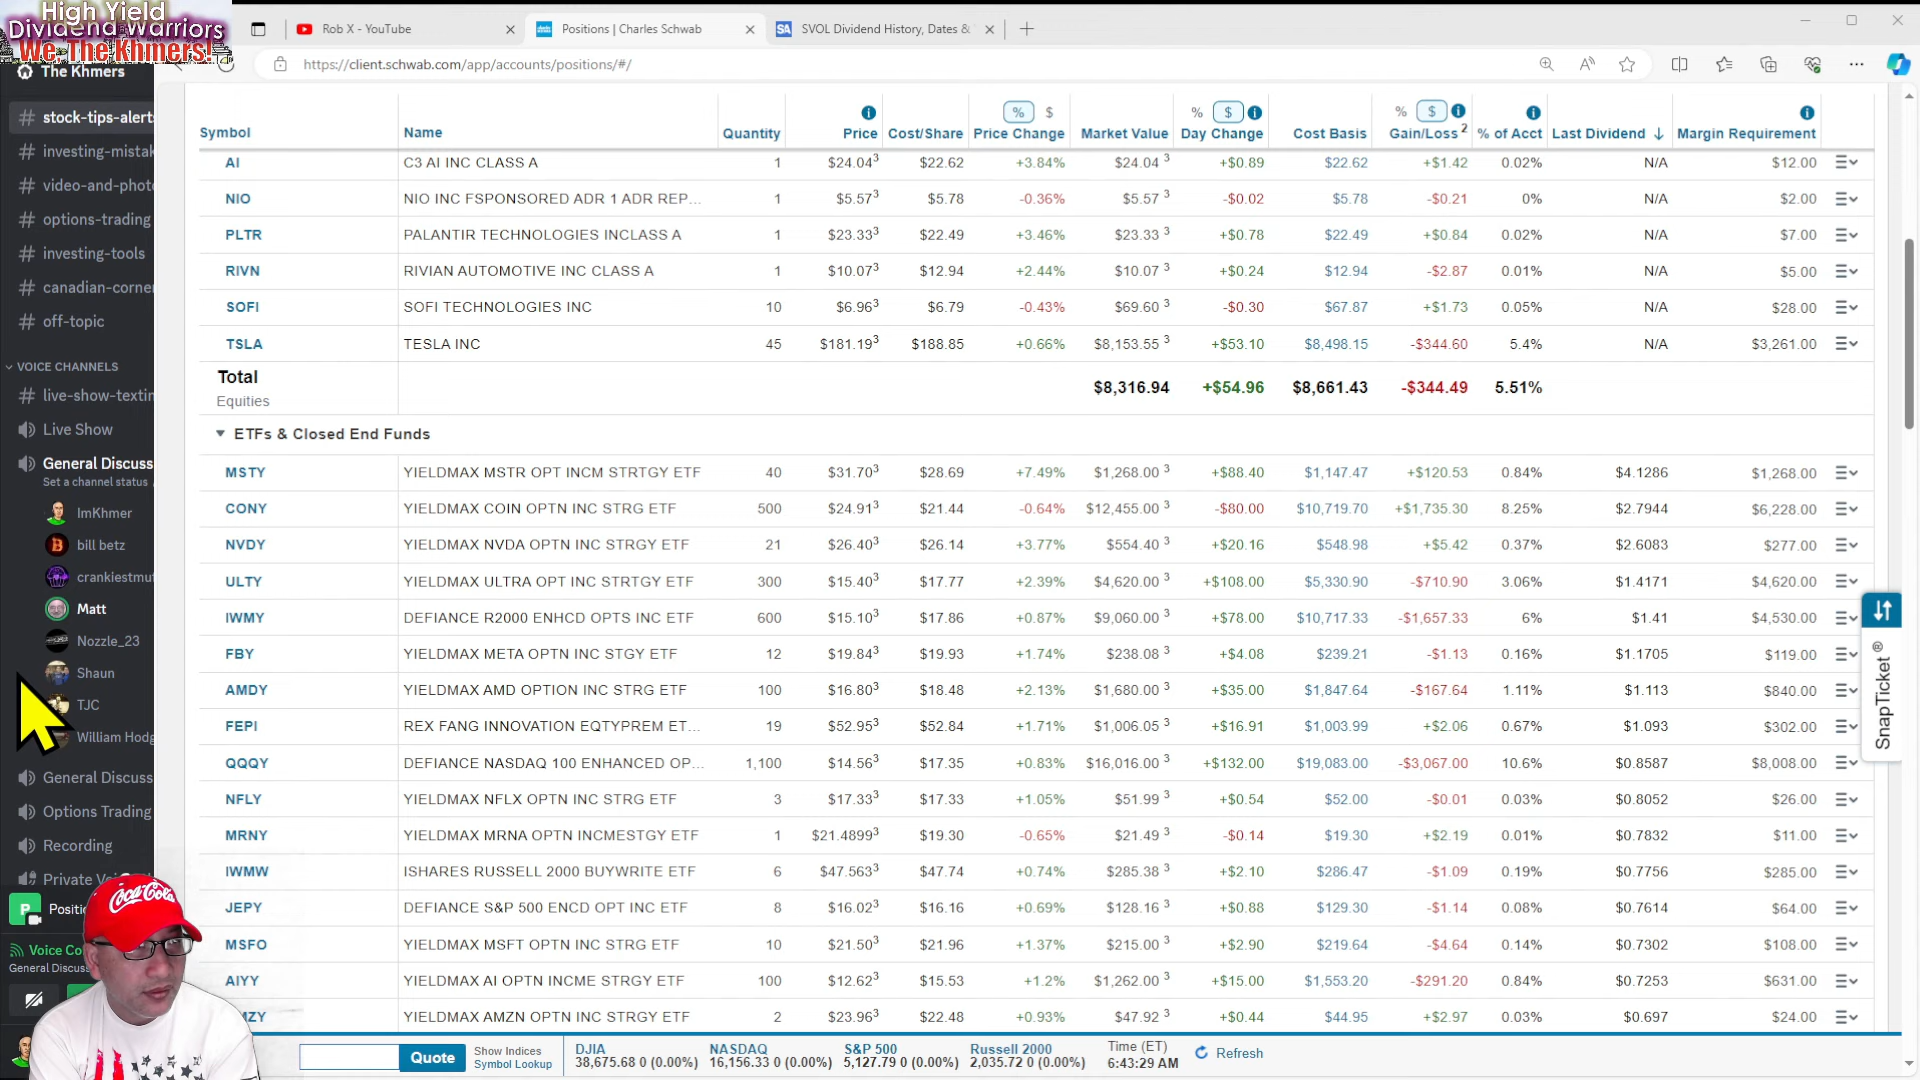 High Yield
Dividend Warriors
We The Khmers!
The Khmers
Rob X - YouTube
Positions | Charles Schwab
SVOL Dividend History, Dates &
https://client.schwab.com/app/accounts/positions/#/
# stock-tips-alerts
# investing-mistak
# video-and-photo
# options-trading
# investing-tools
# canadian-corner
# off-topic
VOICE CHANNELS
# live-show-textin
Live Show
General Discuss
Set a channel status
ImKhmer
bill betz
crankiestmuf
Matt
Nozzle_23
Shaun
TJC
William Hodg
General Discuss
Options Trading
Recording
Private Vo
P Positio
Voice Co
General Discus
Symbol Name Quantity Price Cost/Share % $ Price Change Market Value % $ Day Change Cost Basis % $ Gain/Loss 2 % of Acct Last Dividend ↓ Margin Requirement
AI C3 AI INC CLASS A 1 $24.04 3 $22.62 +3.84% $24.04 3 +$0.89 $22.62 +$1.42 0.02% N/A $12.00
NIO NIO INC FSPONSORED ADR 1 ADR REP... 1 $5.57 3 $5.78 -0.36% $5.57 3 -$0.02 $5.78 -$0.21 0% N/A $2.00
PLTR PALANTIR TECHNOLOGIES INCLASS A 1 $23.33 3 $22.49 +3.46% $23.33 3 +$0.78 $22.49 +$0.84 0.02% N/A $7.00
RIVN RIVIAN AUTOMOTIVE INC CLASS A 1 $10.07 3 $12.94 +2.44% $10.07 3 +$0.24 $12.94 -$2.87 0.01% N/A $5.00
SOFI SOFI TECHNOLOGIES INC 10 $6.96 3 $6.79 -0.43% $69.60 3 -$0.30 $67.87 +$1.73 0.05% N/A $28.00
TSLA TESLA INC 45 $181.19 3 $188.85 +0.66% $8,153.55 3 +$53.10 $8,498.15 -$344.60 5.4% N/A $3,261.00
Total $8,316.94 +$54.96 $8,661.43 -$344.49 5.51%
Equities
ETFs & Closed End Funds
MSTY YIELDMAX MSTR OPT INCM STRTGY ETF 40 $31.70 3 $28.69 +7.49% $1,268.00 3 +$88.40 $1,147.47 +$120.53 0.84% $4.1286 $1,268.00
CONY YIELDMAX COIN OPTN INC STRG ETF 500 $24.91 3 $21.44 -0.64% $12,455.00 3 -$80.00 $10,719.70 +$1,735.30 8.25% $2.7944 $6,228.00
NVDY YIELDMAX NVDA OPTN INC STRGY ETF 21 $26.40 3 $26.14 +3.77% $554.40 3 +$20.16 $548.98 +$5.42 0.37% $2.6083 $277.00
ULTY YIELDMAX ULTRA OPT INC STRTGY ETF 300 $15.40 3 $17.77 +2.39% $4,620.00 3 +$108.00 $5,330.90 -$710.90 3.06% $1.4171 $4,620.00
IWMY DEFIANCE R2000 ENHCD OPTS INC ETF 600 $15.10 3 $17.86 +0.87% $9,060.00 3 +$78.00 $10,717.33 -$1,657.33 6% $1.41 $4,530.00
FBY YIELDMAX META OPTN INC STGY ETF 12 $19.84 3 $19.93 +1.74% $238.08 3 +$4.08 $239.21 -$1.13 0.16% $1.1705 $119.00
AMDY YIELDMAX AMD OPTION INC STRG ETF 100 $16.80 3 $18.48 +2.13% $1,680.00 3 +$35.00 $1,847.64 -$167.64 1.11% $1.113 $840.00
FEPI REX FANG INNOVATION EQTYPREM ET... 19 $52.95 3 $52.84 +1.71% $1,006.05 3 +$16.91 $1,003.99 +$2.06 0.67% $1.093 $302.00
QQQY DEFIANCE NASDAQ 100 ENHANCED OP... 1,100 $14.56 3 $17.35 +0.83% $16,016.00 3 +$132.00 $19,083.00 -$3,067.00 10.6% $0.8587 $8,008.00
NFLY YIELDMAX NFLX OPTN INC STRG ETF 3 $17.33 3 $17.33 +1.05% $51.99 3 +$0.54 $52.00 -$0.01 0.03% $0.8052 $26.00
MRNY YIELDMAX MRNA OPTN INCMESTGY ETF 1 $21.4899 3 $19.30 -0.65% $21.49 3 -$0.14 $19.30 +$2.19 0.01% $0.7832 $11.00
IWMW ISHARES RUSSELL 2000 BUYWRITE ETF 6 $47.563 3 $47.74 +0.74% $285.38 3 +$2.10 $286.47 -$1.09 0.19% $0.7756 $285.00
JEPY DEFIANCE S&P 500 ENCD OPT INC ETF 8 $16.02 3 $16.16 +0.69% $128.16 3 +$0.88 $129.30 -$1.14 0.08% $0.7614 $64.00
MSFO YIELDMAX MSFT OPTN INC STRG ETF 10 $21.50 3 $21.96 +1.37% $215.00 3 +$2.90 $219.64 -$4.64 0.14% $0.7302 $108.00
AIYY YIELDMAX AI OPTN INCME STRGY ETF 100 $12.62 3 $15.53 +1.2% $1,262.00 3 +$15.00 $1,553.20 -$291.20 0.84% $0.7253 $631.00
MZY YIELDMAX AMZN OPTN INC STRGY ETF 2 $23.96 3 $22.48 +0.93% $47.92 3 +$0.44 $44.95 +$2.97 0.03% $0.697 $24.00
SnapTicket ®
Quote
Show Indices
Symbol Lookup
DJIA
38,675.68 0 (0.00%)
NASDAQ
16,156.33 0 (0.00%)
S&P 500
5,127.79 0 (0.00%)
Russell 2000
2,035.72 0 (0.00%)
Time (ET)
6:43:29 AM
Refresh
Coca-Cola